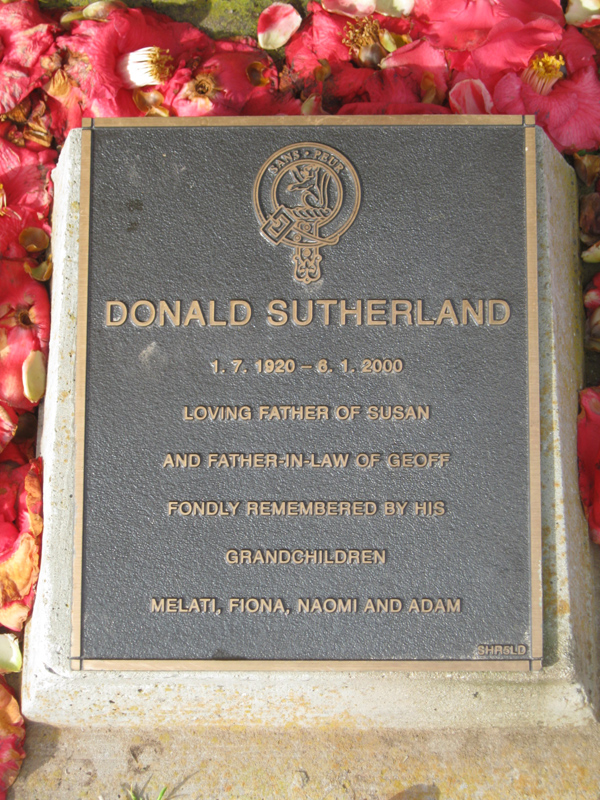 SANS · PEUR
DONALD SUTHERLAND
1. 7. 1920 – 6. 1. 2000
LOVING FATHER OF SUSAN
AND FATHER-IN-LAW OF GEOFF
FONDLY REMEMBERED BY HIS
GRANDCHILDREN
MELATI, FIONA, NAOMI AND ADAM
SHR5LD